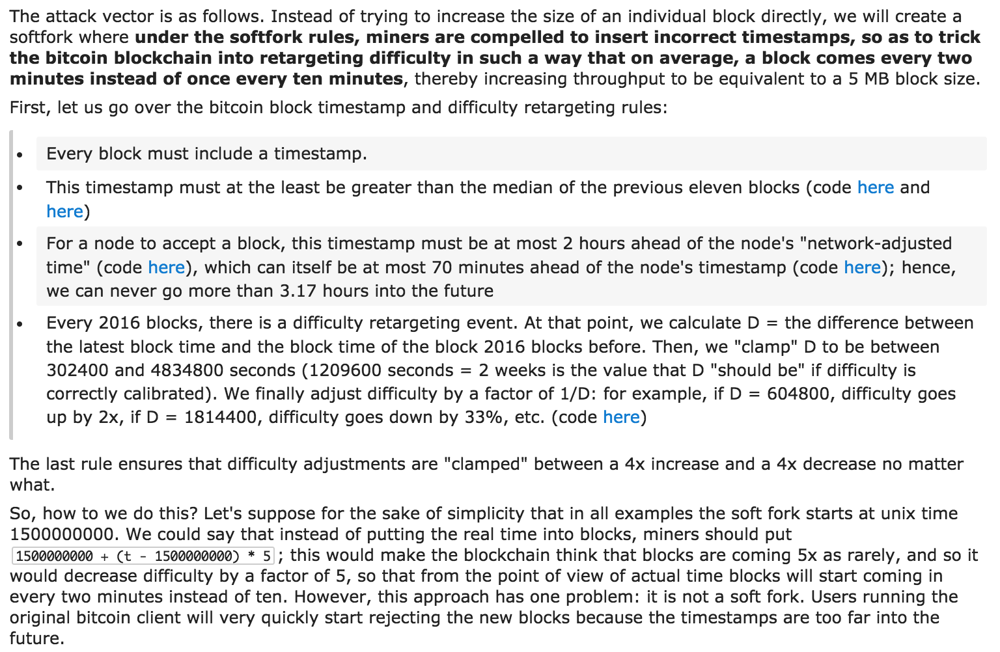 The attack vector is as follows. Instead of trying to increase the size of an individual block directly, we will create a
softfork where under the softfork rules, miners are compelled to insert incorrect timestamps, so as to trick
the bitcoin blockchain into retargeting difficulty in such a way that on average, a block comes every two
minutes instead of once every ten minutes, thereby increasing throughput to be equivalent to a 5 MB block size.
First, let us go over the bitcoin block timestamp and difficulty retargeting rules:
• Every block must include a timestamp.
• This timestamp must at the least be greater than the median of the previous eleven blocks (code here and
here)
• For a node to accept a block, this timestamp must be at most 2 hours ahead of the node's "network-adjusted
time" (code here), which can itself be at most 70 minutes ahead of the node's timestamp (code here); hence,
we can never go more than 3.17 hours into the future
• Every 2016 blocks, there is a difficulty retargeting event. At that point, we calculate D = the difference between
the latest block time and the block time of the block 2016 blocks before. Then, we "clamp" D to be between
302400 and 4834800 seconds (1209600 seconds = 2 weeks is the value that D "should be" if difficulty is
correctly calibrated). We finally adjust difficulty by a factor of 1/D: for example, if D = 604800, difficulty goes
up by 2x, if D = 1814400, difficulty goes down by 33%, etc. (code here)
The last rule ensures that difficulty adjustments are "clamped" between a 4x increase and a 4x decrease no matter
what.
So, how to we do this? Let's suppose for the sake of simplicity that in all examples the soft fork starts at unix time
1500000000. We could say that instead of putting the real time into blocks, miners should put
1500000000 + (t - 1500000000) * 5; this would make the blockchain think that blocks are coming 5x as rarely, and so it
would decrease difficulty by a factor of 5, so that from the point of view of actual time blocks will start coming in
every two minutes instead of ten. However, this approach has one problem: it is not a soft fork. Users running the
original bitcoin client will very quickly start rejecting the new blocks because the timestamps are too far into the
future.